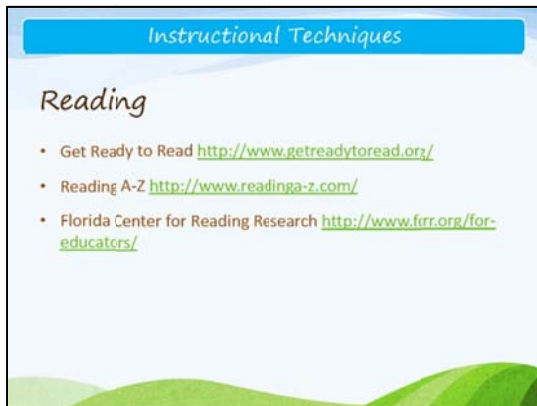 Instructional Techniques
Reading
• Get Ready to Read http://www.getreadytoread.org/
• Reading A-Z http://www.readinga-z.com/
• Florida Center for Reading Research http://www.fcrr.org/for-
educators/